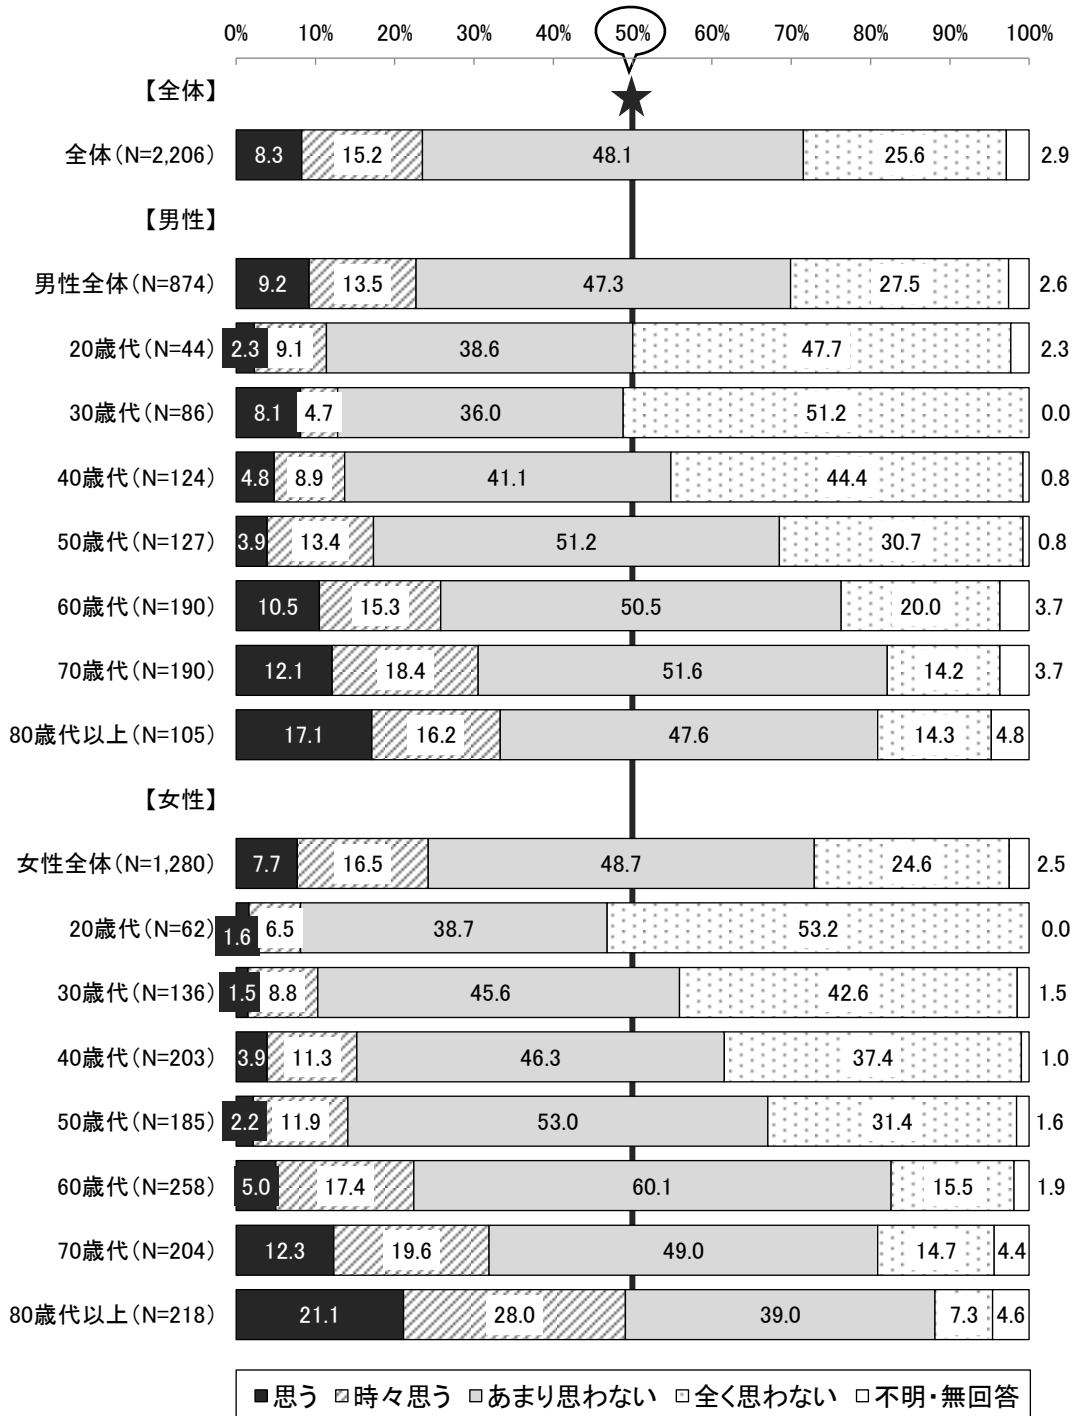 0% 10% 20% 30% 40% 50% 60% 70% 80% 90% 100%
【全体】
全体(N=2,206) 8.3 15.2 48.1 25.6 2.9
【男性】
男性全体(N=874) 9.2 13.5 47.3 27.5 2.6
20歳代(N=44) 2.3 9.1 38.6 47.7 2.3
30歳代(N=86) 8.1 4.7 36.0 51.2 0.0
40歳代(N=124) 4.8 8.9 41.1 44.4 0.8
50歳代(N=127) 3.9 13.4 51.2 30.7 0.8
60歳代(N=190) 10.5 15.3 50.5 20.0 3.7
70歳代(N=190) 12.1 18.4 51.6 14.2 3.7
80歳代以上(N=105) 17.1 16.2 47.6 14.3 4.8
【女性】
女性全体(N=1,280) 7.7 16.5 48.7 24.6 2.5
20歳代(N=62) 1.6 6.5 38.7 53.2 0.0
30歳代(N=136) 1.5 8.8 45.6 42.6 1.5
40歳代(N=203) 3.9 11.3 46.3 37.4 1.0
50歳代(N=185) 2.2 11.9 53.0 31.4 1.6
60歳代(N=258) 5.0 17.4 60.1 15.5 1.9
70歳代(N=204) 12.3 19.6 49.0 14.7 4.4
80歳代以上(N=218) 21.1 28.0 39.0 7.3 4.6
思う 時々思う あまり思わない 全く思わない 不明・無回答